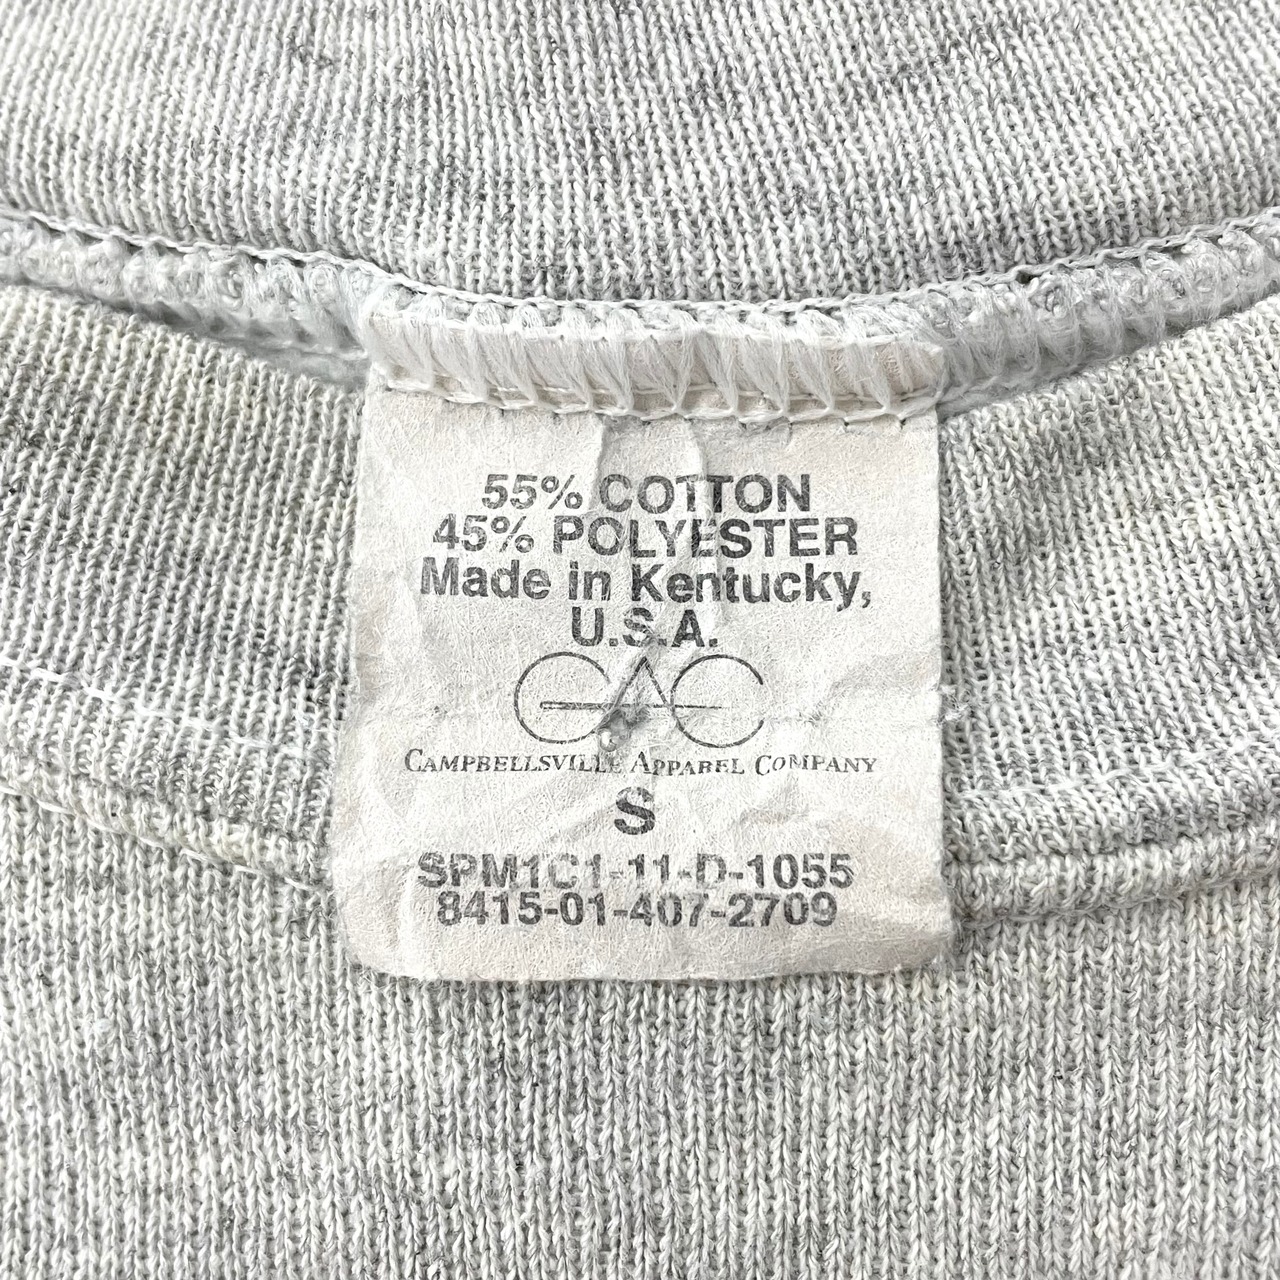 55% COTTON
45% POLYESTER
Made in Kentucky,
U.S.A.
CAC
CAMPBELLSVILLE APPAREL COMPANY
S
SPM1C1-11-D-1055
8415-01-407-2709